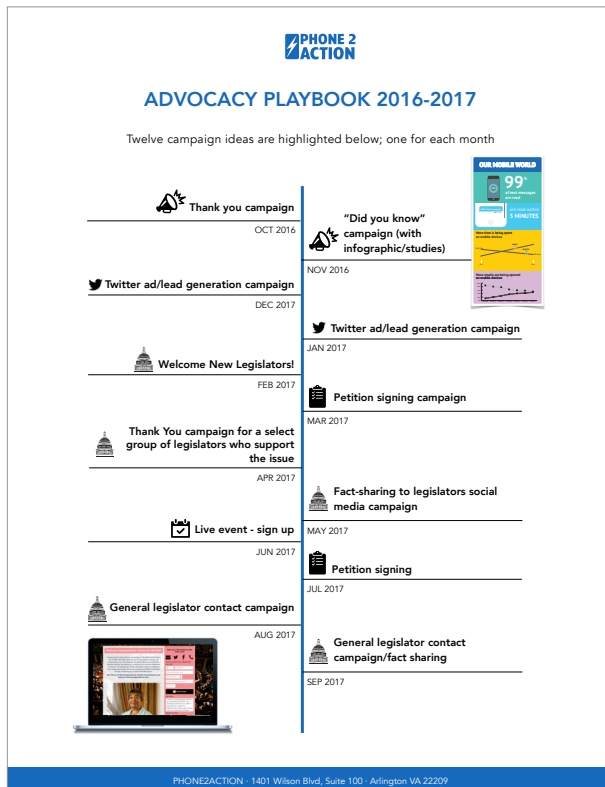 PHONE 2
ACTION
ADVOCACY PLAYBOOK 2016-2017
Twelve campaign ideas are highlighted below; one for each month
OUR MOBILE WORLD
99%
of text messages
are read
5 MINUTES
Thank you campaign
OCT 2016
"Did you know"
campaign (with
infographic/studies)
NOV 2016
Twitter ad/lead generation campaign
DEC 2017
Twitter ad/lead generation campaign
JAN 2017
Welcome New Legislators!
FEB 2017
Petition signing campaign
MAR 2017
Thank You campaign for a select
group of legislators who support
the issue
APR 2017
Fact-sharing to legislators social
media campaign
MAY 2017
Live event - sign up
JUN 2017
Petition signing
JUL 2017
General legislator contact campaign
AUG 2017
General legislator contact
campaign/fact sharing
SEP 2017
PHONE2ACTION · 1401 Wilson Blvd, Suite 100 · Arlington VA 22209